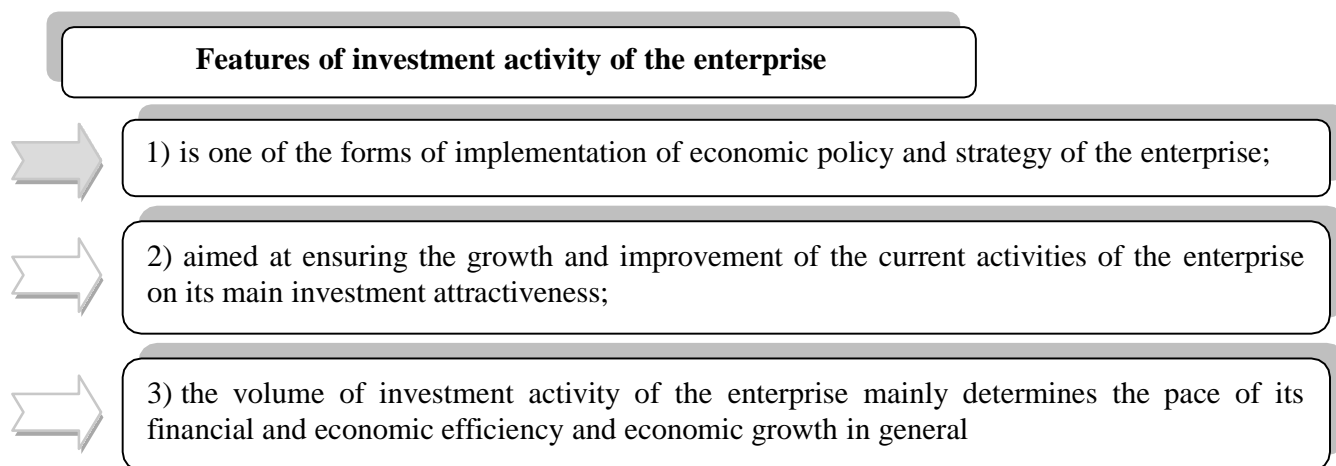 Features of investment activity of the enterprise
1) is one of the forms of implementation of economic policy and strategy of the enterprise;
2) aimed at ensuring the growth and improvement of the current activities of the enterprise
on its main investment attractiveness;
3) the volume of investment activity of the enterprise mainly determines the pace of its
financial and economic efficiency and economic growth in general